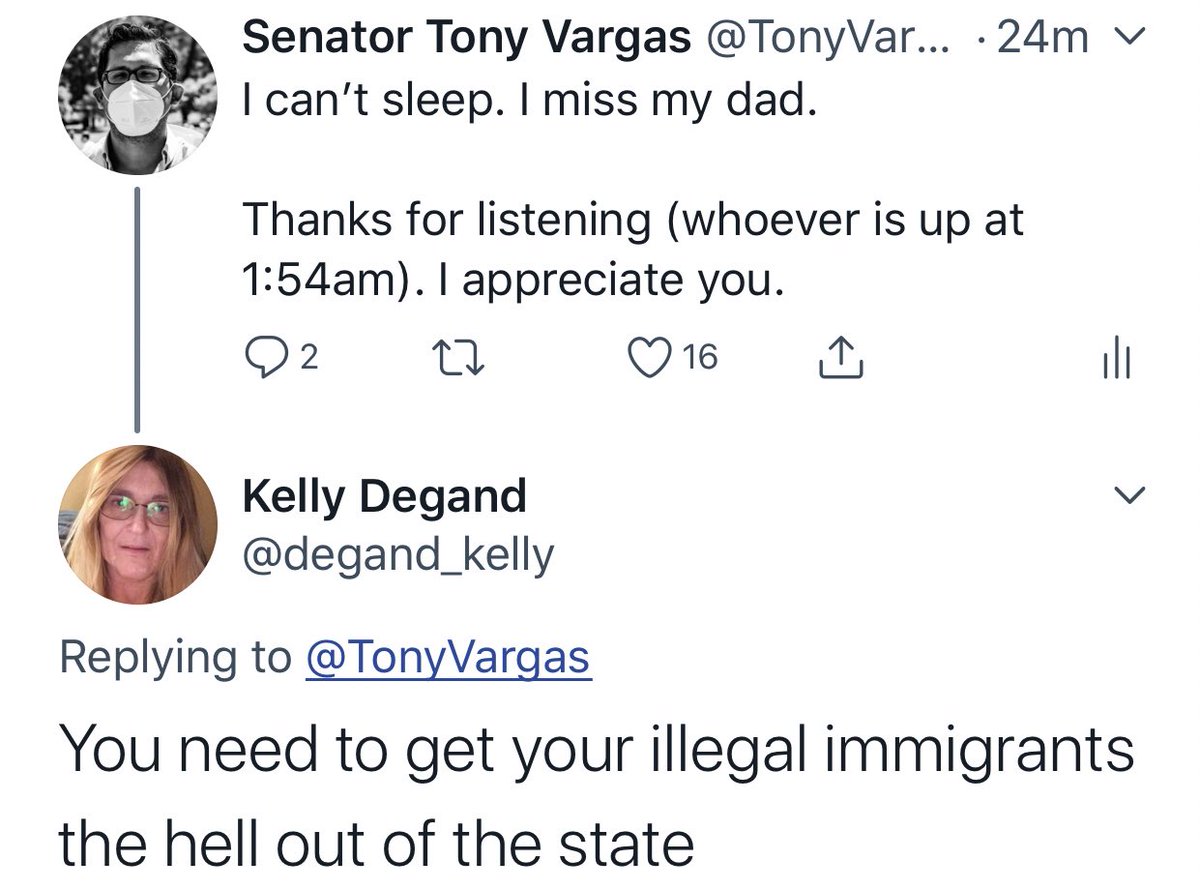 Senator Tony Vargas @TonyVar... · 24m
I can't sleep. I miss my dad.
Thanks for listening (whoever is up at
1:54am). I appreciate you.
2 16
Kelly Degand
@degand_kelly
Replying to @TonyVargas
You need to get your illegal immigrants
the hell out of the state